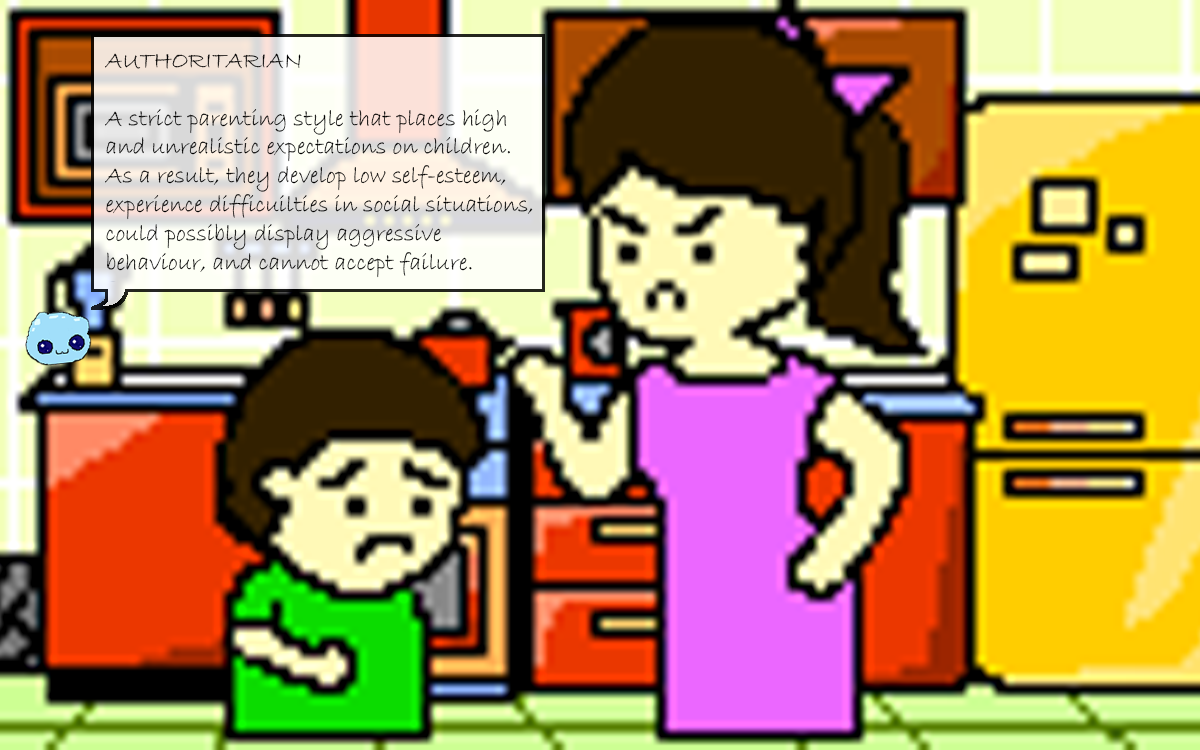 AUTHORITARIAN
A strict parenting style that places high
and unrealistic expectations on children.
As a result, they develop low self-esteem,
experience difficuilties in social situations,
could possibly display aggressive
behaviour, and cannot accept failure.